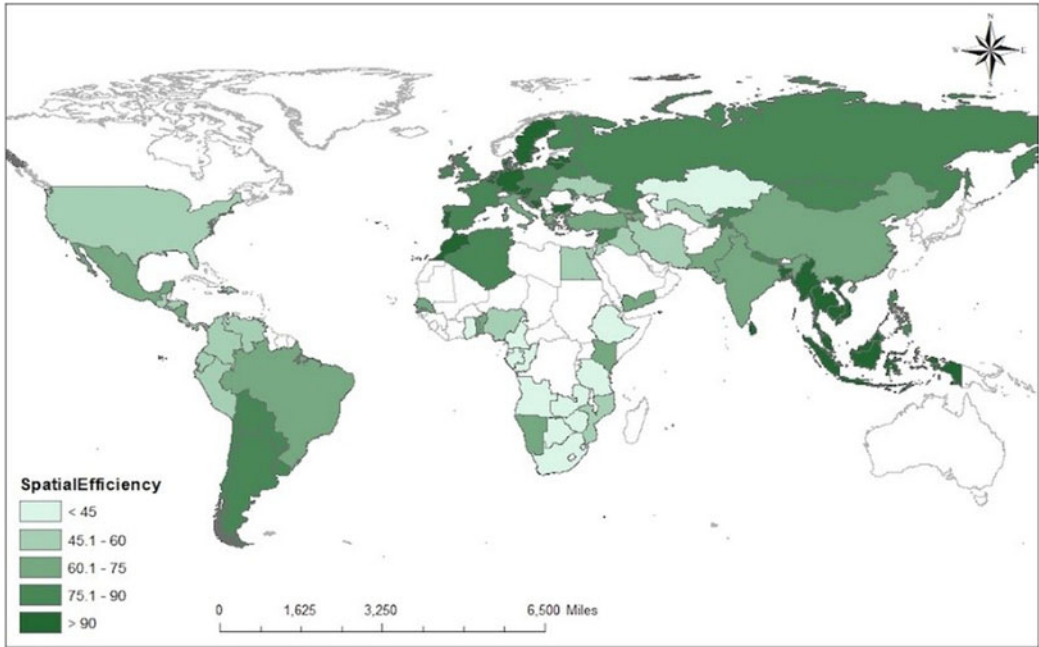 N
W E
S
SpatialEfficiency
< 45
45.1 - 60
60.1 - 75
75.1 - 90
> 90
0 1,625 3,250 6,500 Miles